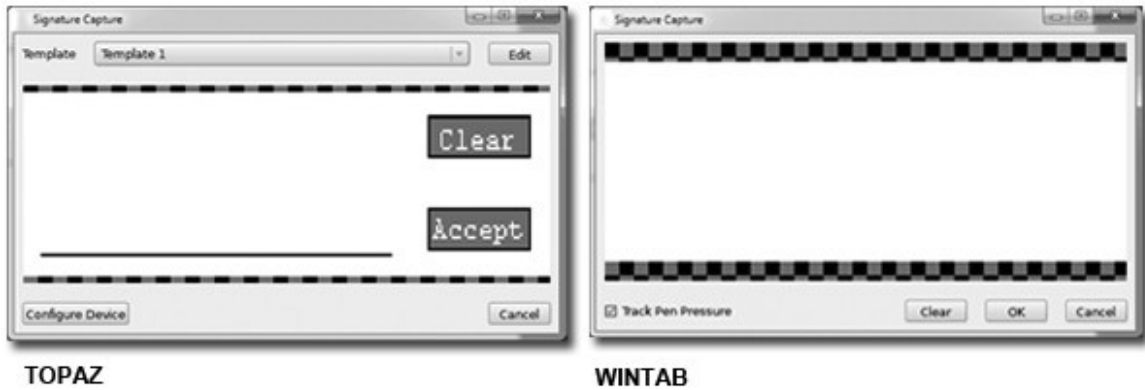 Signature Capture
Template Template 1 Edit
Clear
Accept
Configure Device Cancel
TOPAZ
Signature Capture
Track Pen Pressure Clear OK Cancel
WINTAB